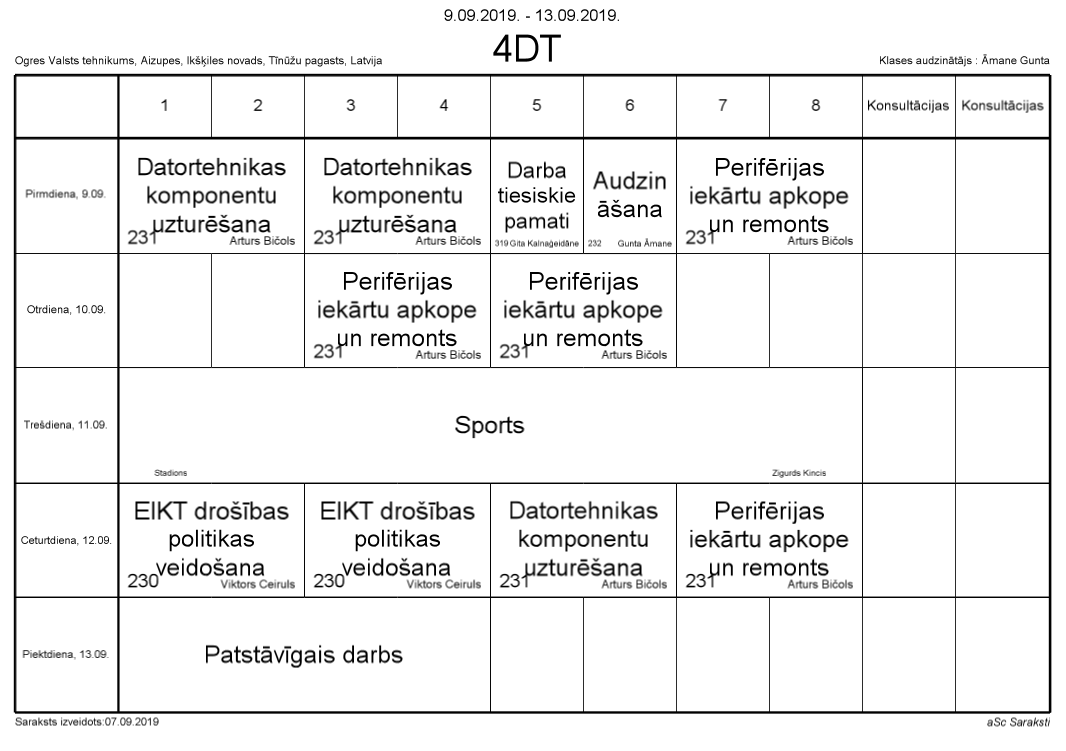 9.09.2019. - 13.09.2019.
4DT
Ogres Valsts tehnikums, Aizupes, Ikšķiles novads, Tīnūžu pagasts, Latvija
Klases audzinātājs : Āmane Gunta
1 2 3 4 5 6 7 8 Konsultācijas Konsultācijas
Pirmdiena, 9.09.
Datortehnikas
komponentu
uzturēšana
231 Arturs Bičols
Datortehnikas
komponentu
uzturēšana
231 Arturs Bičols
Darba
tiesiskie
pamati
319 Gita Kalnaģeidāne
Audzin
āšana
232 Gunta Āmane
Perifērijas
iekārtu apkope
un remonts
231 Arturs Bičols
Otrdiena, 10.09.
Perifērijas
iekārtu apkope
un remonts
231 Arturs Bičols
Perifērijas
iekārtu apkope
un remonts
231 Arturs Bičols
Trešdiena, 11.09.
Sports
Stadions Zigurds Kincis
Ceturtdiena, 12.09.
EIKT drošības
politikas
veidošana
230 Viktors Ceiruls
EIKT drošības
politikas
veidošana
230 Viktors Ceiruls
Datortehnikas
komponentu
uzturēšana
231 Arturs Bičols
Perifērijas
iekārtu apkope
un remonts
231 Arturs Bičols
Piektdiena, 13.09.
Patstāvīgais darbs
Saraksts izveidots:07.09.2019
aSc Saraksti